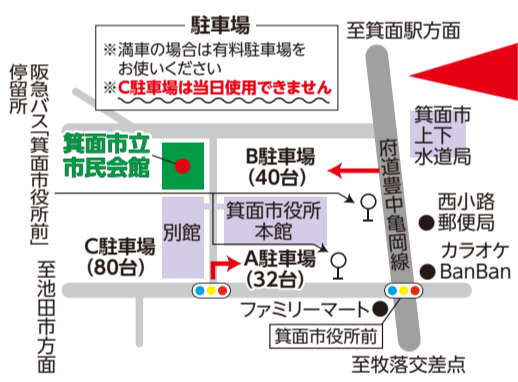 駐車場
※満車の場合は有料駐車場を
お使いください
※C駐車場は当日使用できません
至箕面駅方面
阪急バス「箕面市役所前」
停留所
箕面市立
市民会館
B駐車場
(40台)
箕面市
上下
水道局
府道豊中亀岡線
西小路
郵便局
箕面市役所
本館
別館
C駐車場
(80台)
A駐車場
(32台)
カラオケ
BanBan
至池田市方面
ファミリーマート
箕面市役所前
至牧落交差点